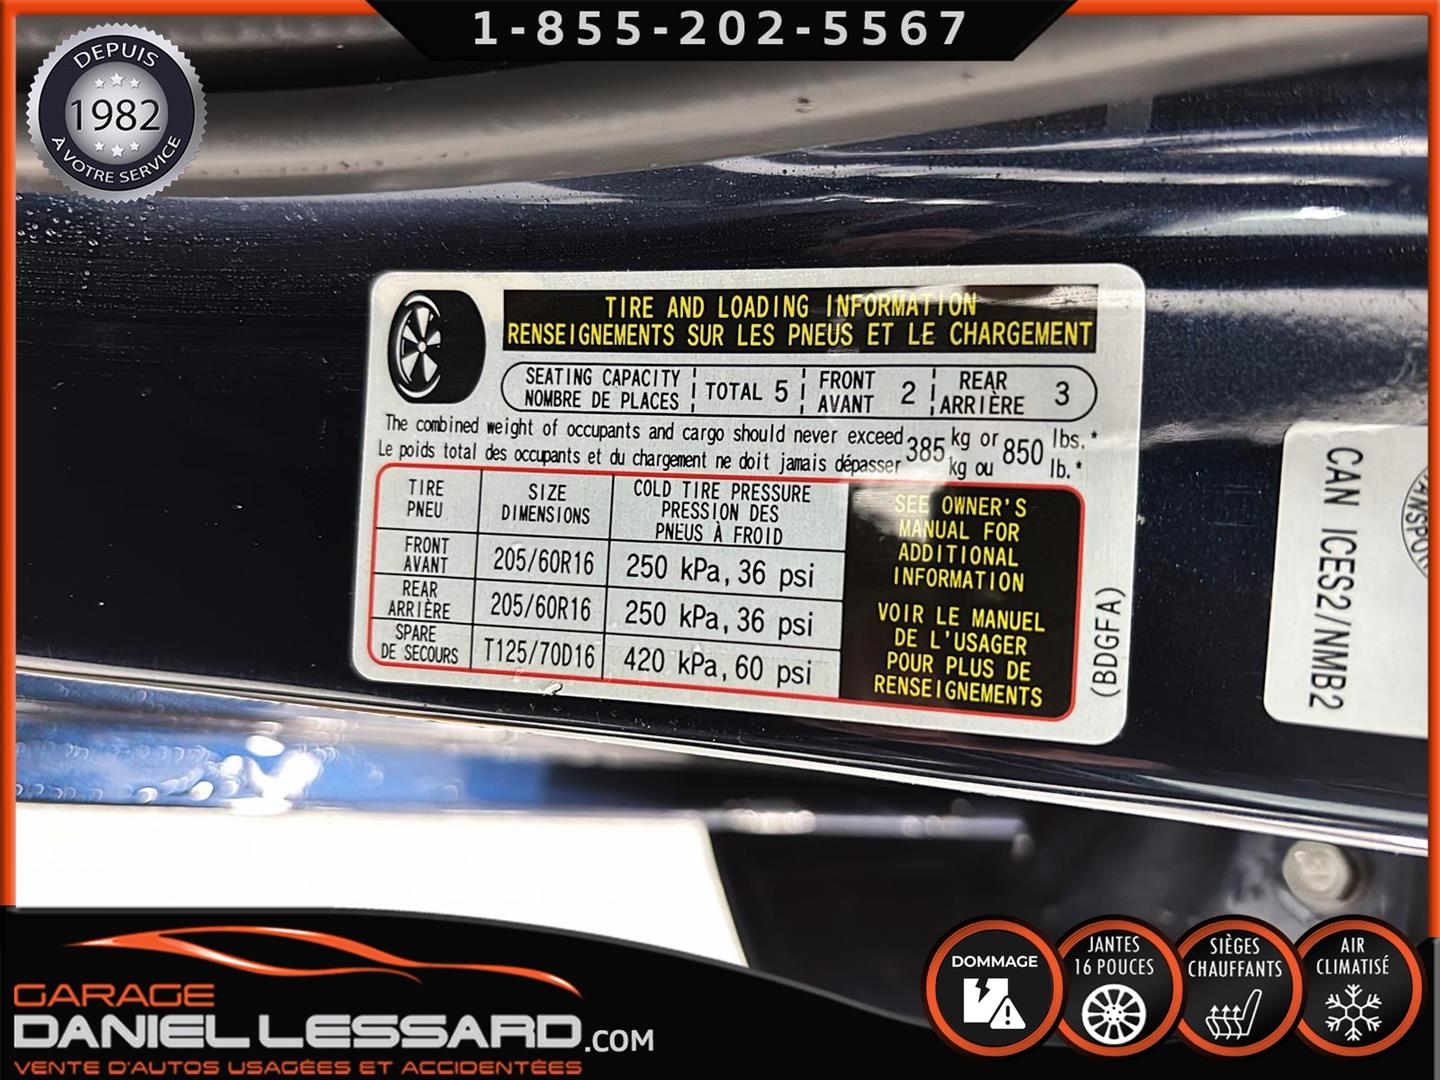 1-855-202-5567
DEPUIS
1982
A VOTRE SERVICE
TIRE AND LOADING INFORMATION
RENSEIGNEMENTS SUR LES PNEUS ET LE CHARGEMENT
SEATING CAPACITY
NOMBRE DE PLACES
TOTAL 5
FRONT
AVANT
2
REAR
ARRIÈRE
3
The combined weight of occupants and cargo should never exceed 385 kg or 850 lbs.*
Le poids total des occupants et du chargement ne doit jamais dépasser 385 kg ou 850 lb.*
TIRE
PNEU
SIZE
DIMENSIONS
COLD TIRE PRESSURE
PRESSION DES
PNEUS À FROID
FRONT
AVANT
205/60R16
250 kPa, 36 psi
REAR
ARRIÈRE
205/60R16
250 kPa, 36 psi
SPARE
DE SECOURS
T125/70D16
420 kPa, 60 psi
SEE OWNER'S
MANUAL FOR
ADDITIONAL
INFORMATION
VOIR LE MANUEL
DE L'USAGER
POUR PLUS DE
RENSEIGNEMENTS
(BDGFA)
CAN ICES2/NMB2
GARAGE
DANIEL LESSARD.COM
VENTE D'AUTOS USAGÉES ET ACCIDENTÉES
DOMMAGE
JANTES
16 POUCES
SIÈGES
CHAUFFANTS
AIR
CLIMATISÉ